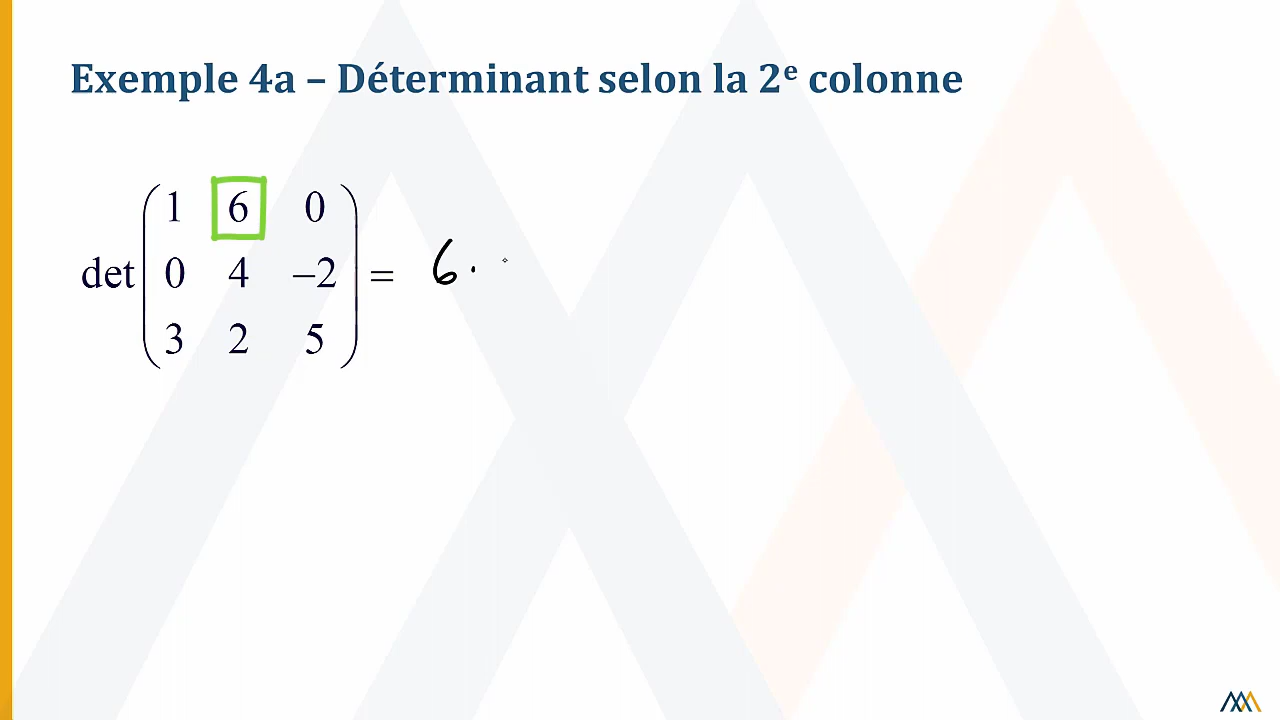 Exemple 4a – Déterminant selon la 2ᵉ colonne
1 6 0
det 0 4 −2 = 6 ·
3 2 5